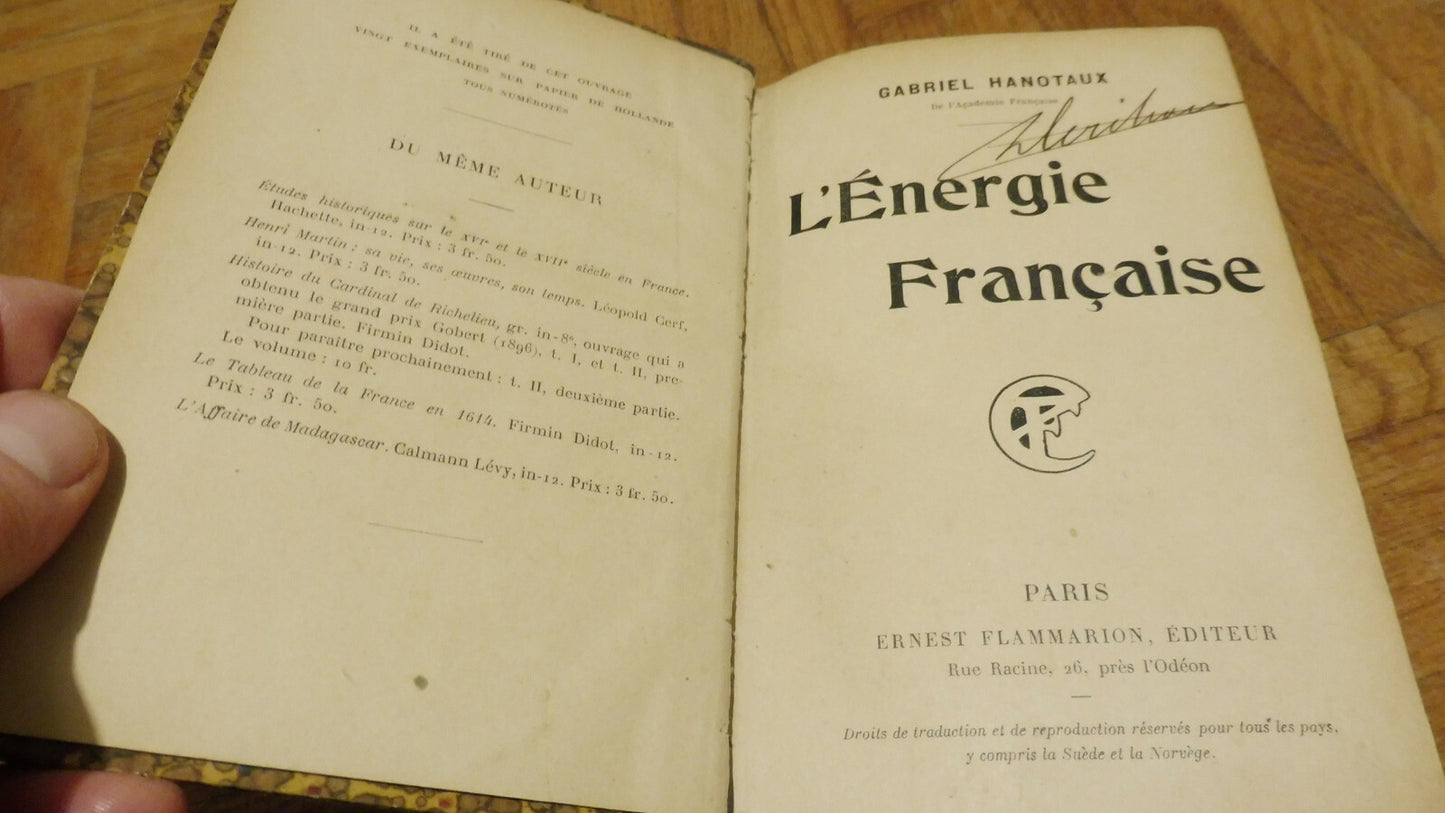 IL A ÉTÉ TIRÉ DE CET OUVRAGE
VINGT EXEMPLAIRES SUR PAPIER DE HOLLANDE
TOUS NUMÉROTÉS
DU MÊME AUTEUR
Études historiques sur le XVIe et le XVIIe siècle en France.
Hachette, in-12. Prix : 3 fr. 50.
Henri Martin ; sa vie, ses œuvres, son temps. Léopold Cerf,
in-12. Prix : 3 fr. 50.
Histoire du Cardinal de Richelieu, gr. in-8º, ouvrage qui a
obtenu le grand prix Gobert (1896), t. I, et t. II, pre-
mière partie. Firmin Didot.
Pour paraître prochainement : t. II, deuxième partie.
Le volume : 10 fr.
Le Tableau de la France en 1614. Firmin Didot, in-12.
Prix : 3 fr. 50.
L'Affaire de Madagascar. Calmann Lévy, in-12. Prix : 3 fr. 50.
GABRIEL HANOTAUX
De l'Académie Française
L'Énergie
Française
PARIS
ERNEST FLAMMARION, ÉDITEUR
Rue Racine, 26, près l'Odéon
Droits de traduction et de reproduction réservés pour tous les pays,
y compris la Suède et la Norvège.